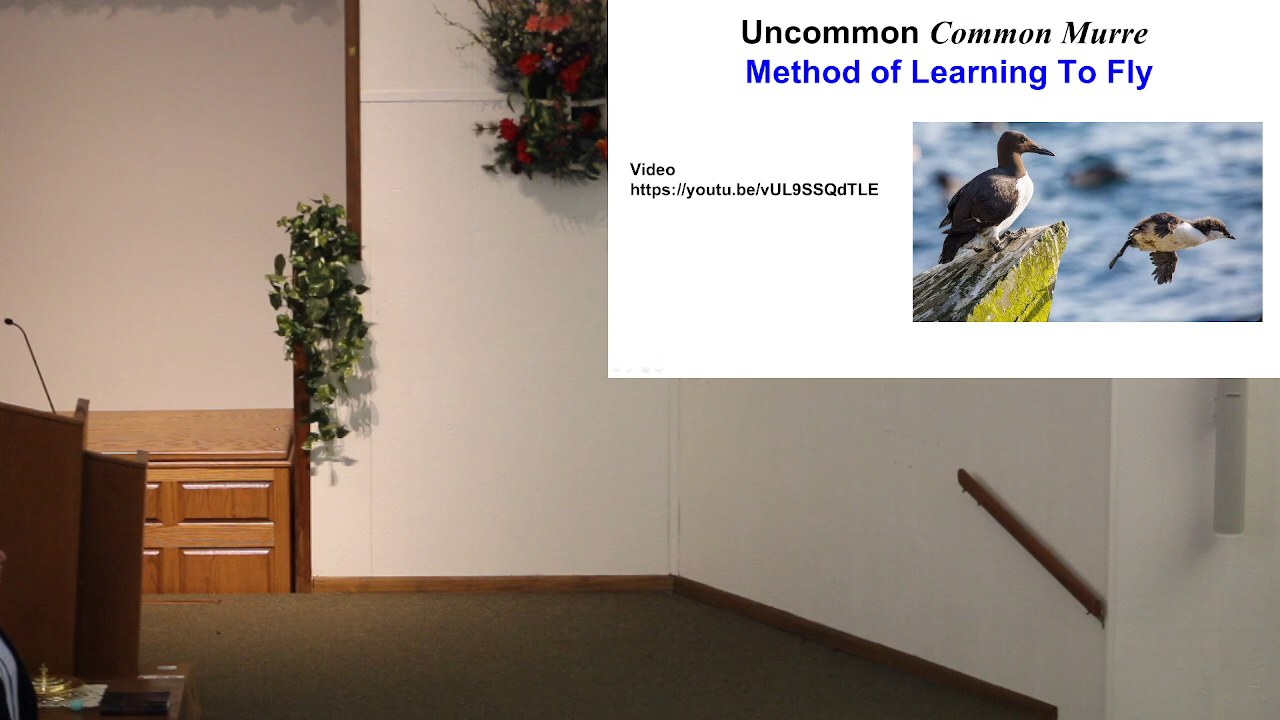 Uncommon Common Murre
Method of Learning To Fly
Video
https://youtu.be/vUL9SSQdTLE